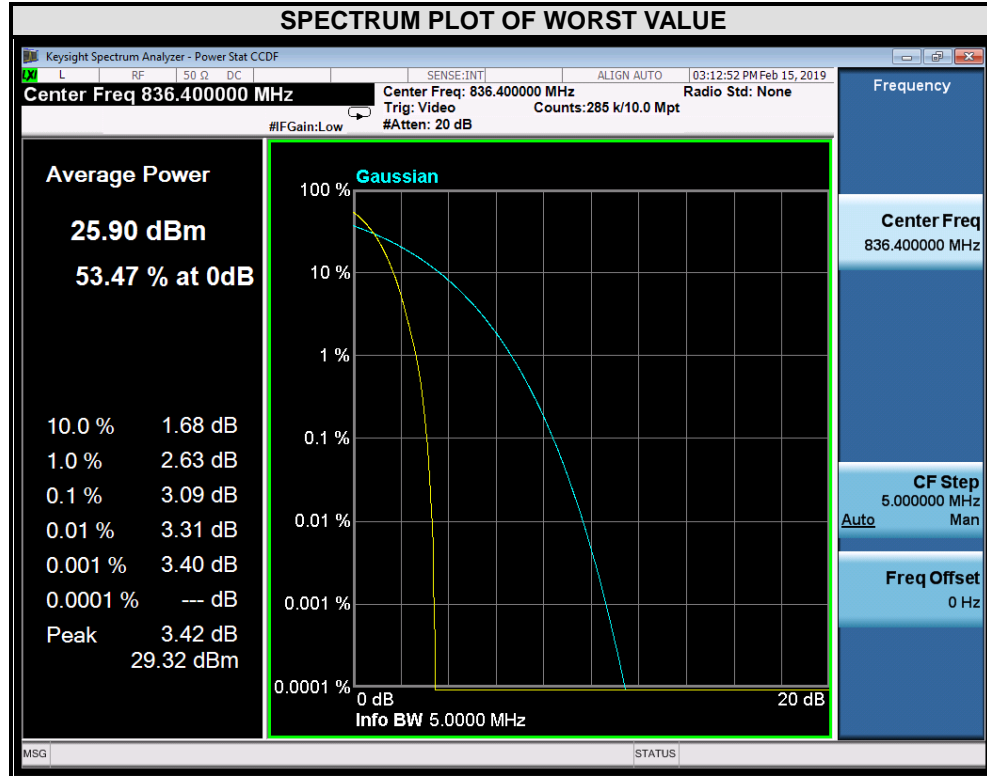 SPECTRUM PLOT OF WORST VALUE
Keysight Spectrum Analyzer - Power Stat CCDF
LXI L RF 50 Ω DC SENSE:INT ALIGN AUTO 03:12:52 PM Feb 15, 2019
Center Freq 836.400000 MHz
Center Freq: 836.400000 MHz Radio Std: None
Trig: Video Counts:285 k/10.0 Mpt
#IFGain:Low #Atten: 20 dB
Frequency
Average Power
25.90 dBm
53.47 % at 0dB
10.0 % 1.68 dB
1.0 % 2.63 dB
0.1 % 3.09 dB
0.01 % 3.31 dB
0.001 % 3.40 dB
0.0001 % --- dB
Peak 3.42 dB
29.32 dBm
Gaussian
100 %
10 %
1 %
0.1 %
0.01 %
0.001 %
0.0001 %
0 dB 20 dB
Info BW 5.0000 MHz
Center Freq
836.400000 MHz
CF Step
5.000000 MHz
Auto Man
Freq Offset
0 Hz
MSG STATUS